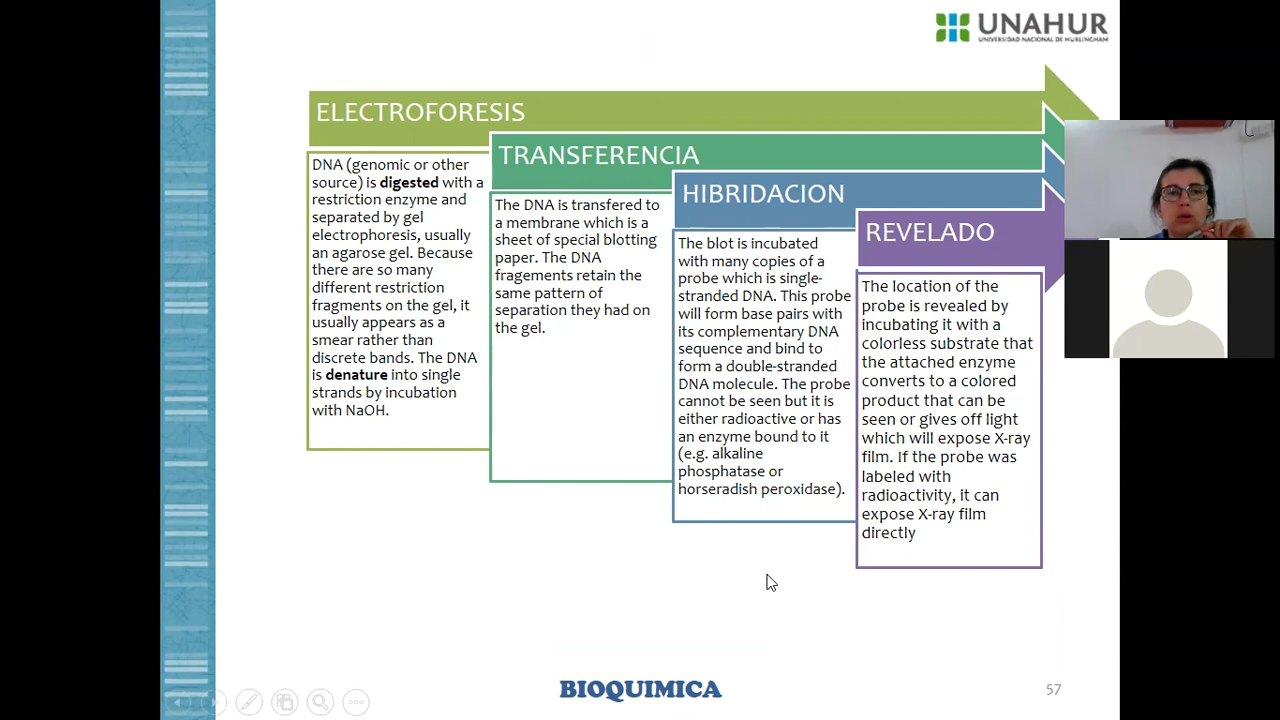 UNAHUR
UNIVERSIDAD NACIONAL DE HURLINGHAM
ELECTROFORESIS
DNA (genomic or other
source) is digested with a
restriction enzyme and
separated by gel
electrophoresis, usually
an agarose gel. Because
there are so many
different restriction
fragments on the gel, it
usually appears as a
smear rather than
discrete bands. The DNA
is denature into single
strands by incubation
with NaOH.
TRANSFERENCIA
The DNA is transfered to
a membrane which is a
sheet of special blotting
paper. The DNA
fragements retain the
same pattern of
separation they had on
the gel.
HIBRIDACION
The blot is incubated
with many copies of a
probe which is single-
stranded DNA. This probe
will form base pairs with
its complementary DNA
sequence and bind to
form a double-stranded
DNA molecule. The probe
cannot be seen but it is
either radioactive or has
an enzyme bound to it
(e.g. alkaline
phosphatase or
horseradish peroxidase).
REVELADO
The location of the
probe is revealed by
incubating it with a
colorless substrate that
the attached enzyme
converts to a colored
product that can be
seen or gives off light
which will expose X-ray
film. If the probe was
labeled with
radioactivity, it can
expose X-ray film
directly
BIOQUIMICA
57